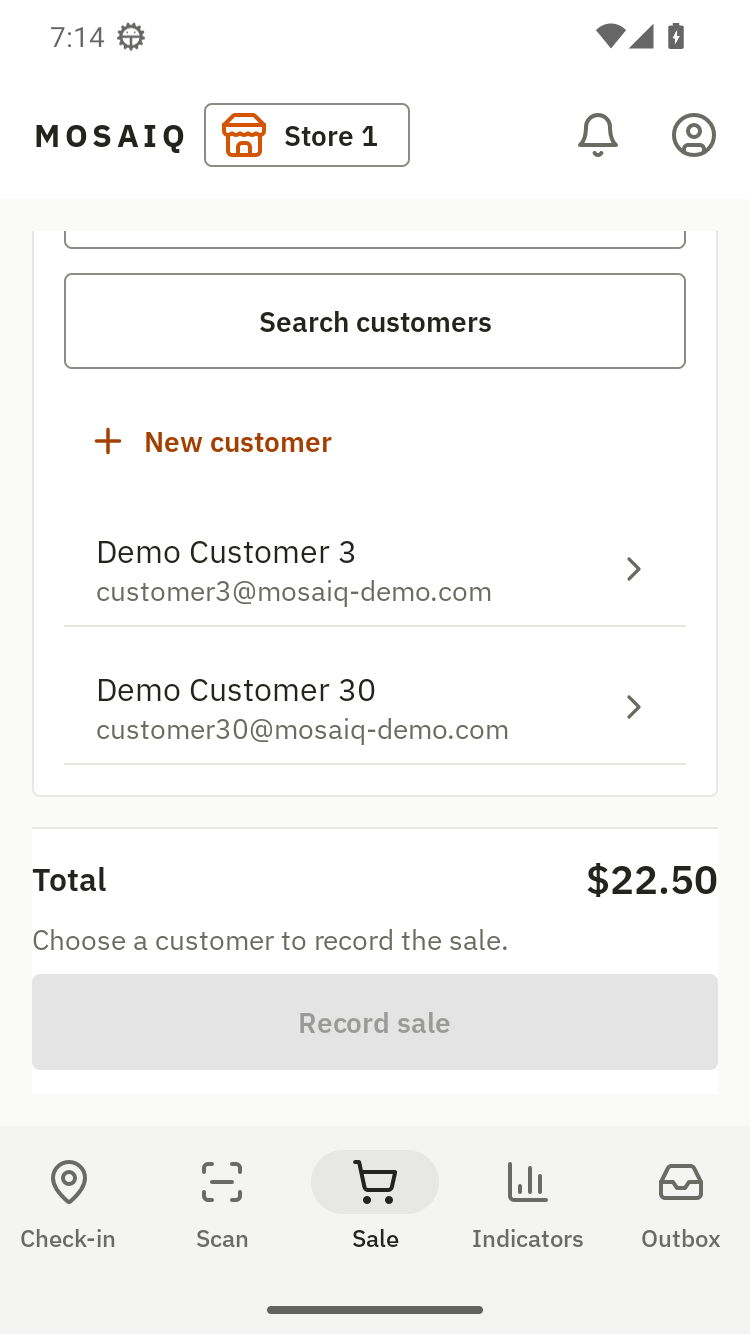 7:14
MOSAIQ
Store 1
Search customers
New customer
Demo Customer 3
customer3@mosaiq-demo.com
Demo Customer 30
customer30@mosaiq-demo.com
Total
$22.50
Choose a customer to record the sale.
Record sale
Check-in
Scan
Sale
Indicators
Outbox